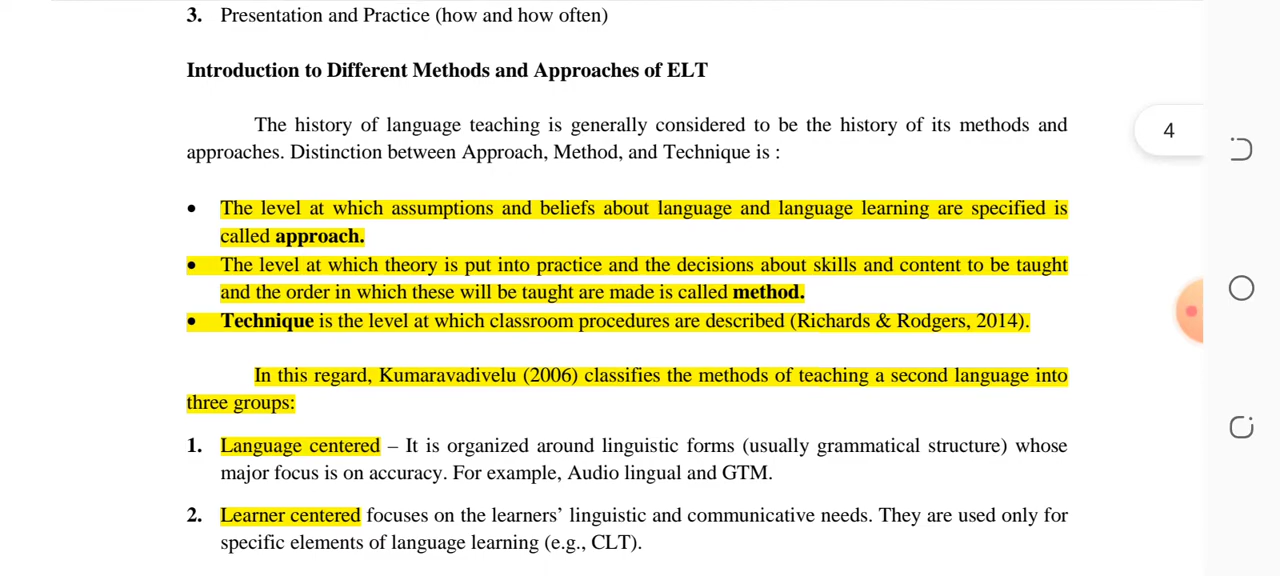 3. Presentation and Practice (how and how often)
Introduction to Different Methods and Approaches of ELT
The history of language teaching is generally considered to be the history of its methods and
approaches. Distinction between Approach, Method, and Technique is :
4
• The level at which assumptions and beliefs about language and language learning are specified is
called approach.
• The level at which theory is put into practice and the decisions about skills and content to be taught
and the order in which these will be taught are made is called method.
• Technique is the level at which classroom procedures are described (Richards & Rodgers, 2014).
In this regard, Kumaravadivelu (2006) classifies the methods of teaching a second language into
three groups:
1. Language centered – It is organized around linguistic forms (usually grammatical structure) whose
major focus is on accuracy. For example, Audio lingual and GTM.
2. Learner centered focuses on the learners’ linguistic and communicative needs. They are used only for
specific elements of language learning (e.g., CLT).